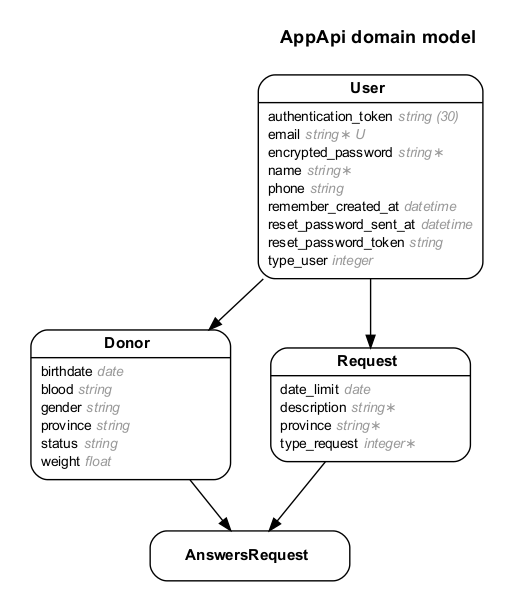 AppApi domain model
User
authentication_token string (30)
email string∗ U
encrypted_password string∗
name string∗
phone string
remember_created_at datetime
reset_password_sent_at datetime
reset_password_token string
type_user integer
Donor
birthdate date
blood string
gender string
province string
status string
weight float
Request
date_limit date
description string∗
province string∗
type_request integer∗
AnswersRequest